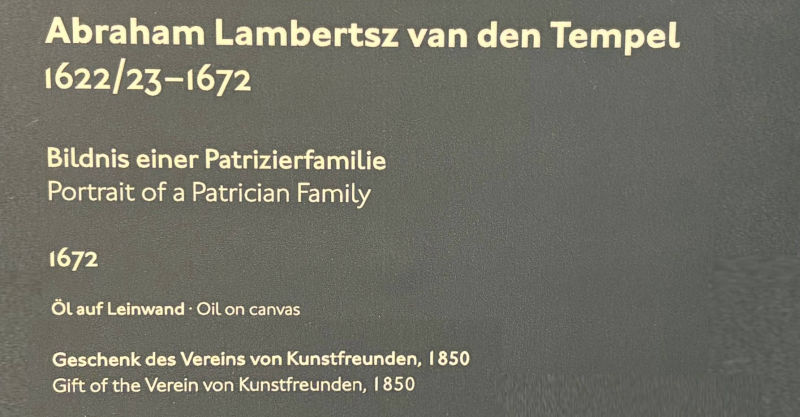 Abraham Lambertsz van den Tempel
1622/23–1672
Bildnis einer Patrizierfamilie
Portrait of a Patrician Family
1672
Öl auf Leinwand · Oil on canvas
Geschenk des Vereins von Kunstfreunden, 1850
Gift of the Verein von Kunstfreunden, 1850